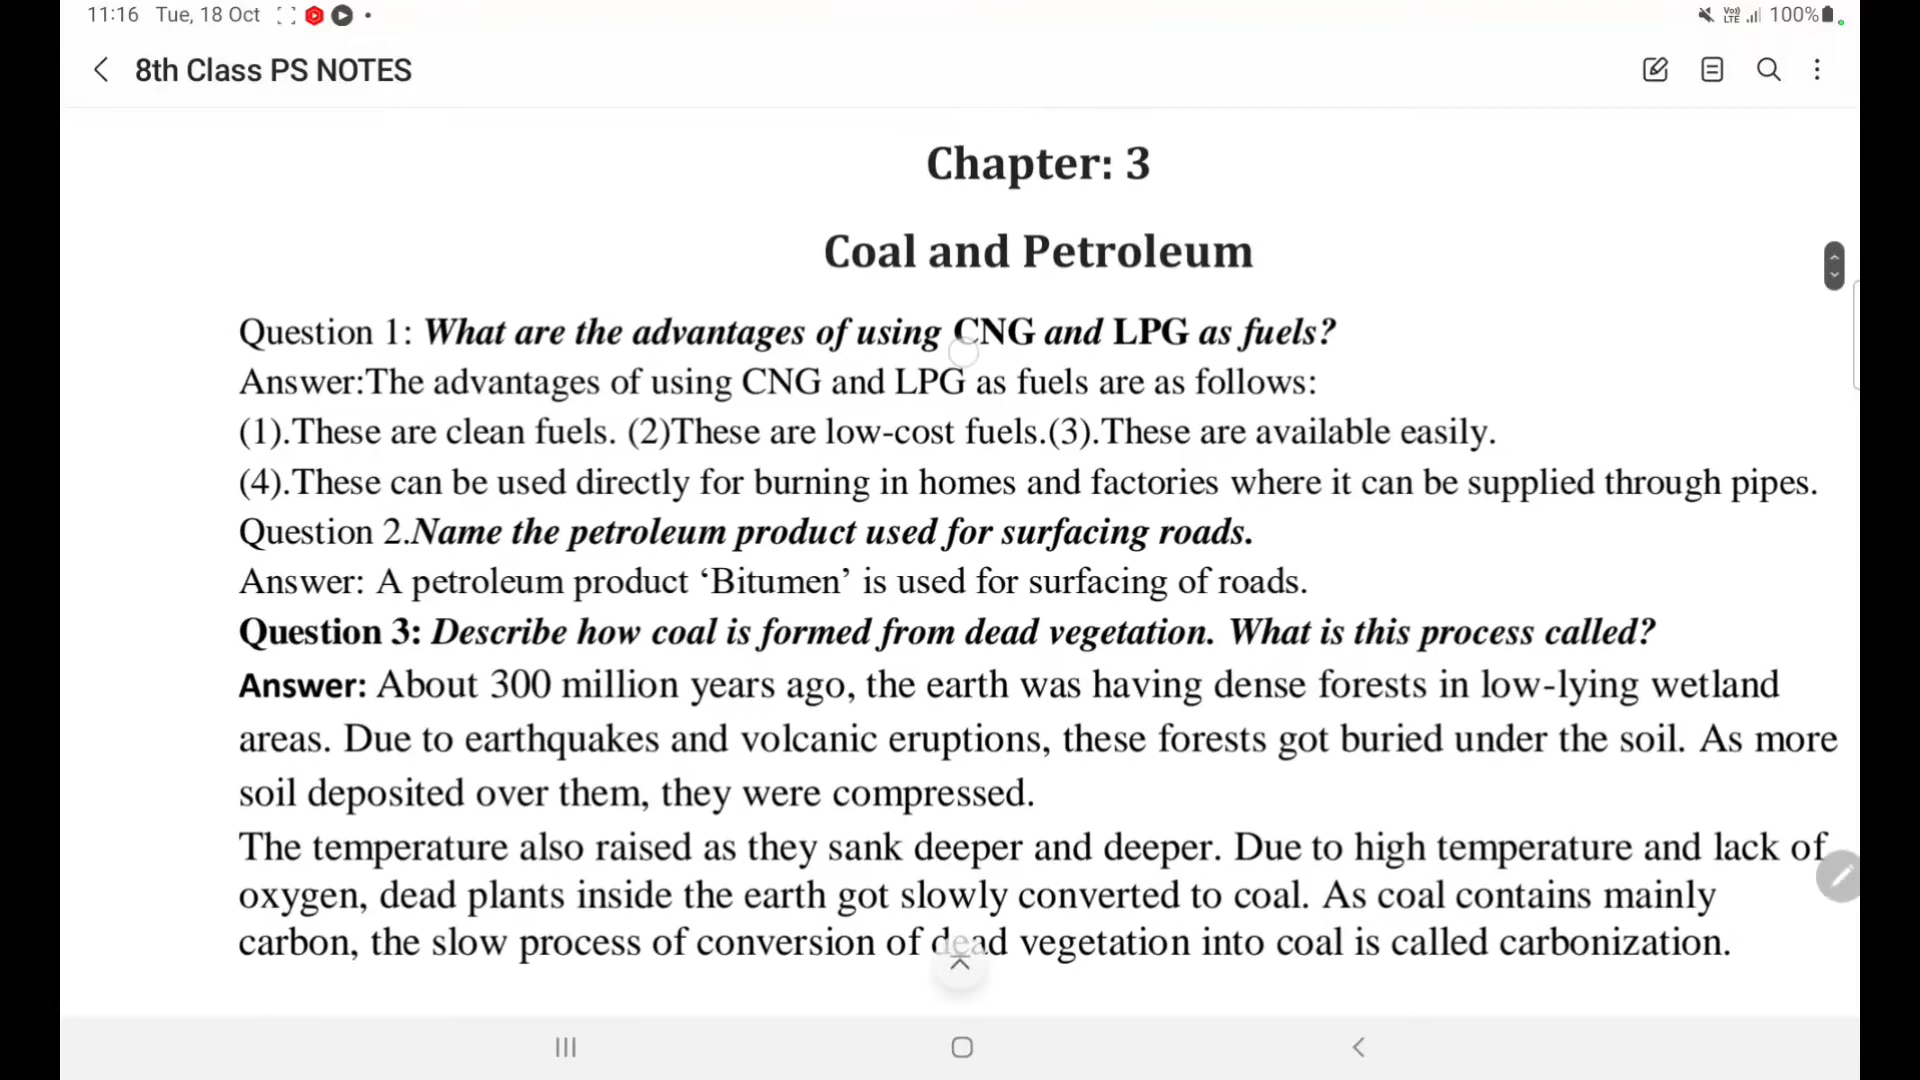 11:16 Tue, 18 Oct 100%
8th Class PS NOTES
Chapter: 3
Coal and Petroleum
Question 1: What are the advantages of using CNG and LPG as fuels?
Answer:The advantages of using CNG and LPG as fuels are as follows:
(1).These are clean fuels. (2)These are low-cost fuels.(3).These are available easily.
(4).These can be used directly for burning in homes and factories where it can be supplied through pipes.
Question 2.Name the petroleum product used for surfacing roads.
Answer: A petroleum product ‘Bitumen’ is used for surfacing of roads.
Question 3: Describe how coal is formed from dead vegetation. What is this process called?
Answer: About 300 million years ago, the earth was having dense forests in low-lying wetland
areas. Due to earthquakes and volcanic eruptions, these forests got buried under the soil. As more
soil deposited over them, they were compressed.
The temperature also raised as they sank deeper and deeper. Due to high temperature and lack of
oxygen, dead plants inside the earth got slowly converted to coal. As coal contains mainly
carbon, the slow process of conversion of dead vegetation into coal is called carbonization.